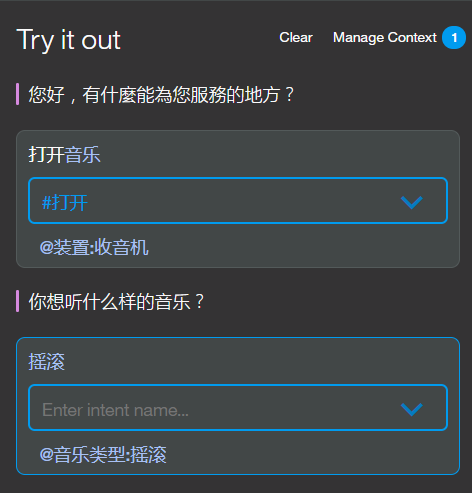 Try it out
Clear
Manage Context 1
您好，有什麼能為您服務的地方？
打开音乐
#打开
@装置:收音机
你想听什么样的音乐？
摇滚
Enter intent name...
@音乐类型:摇滚